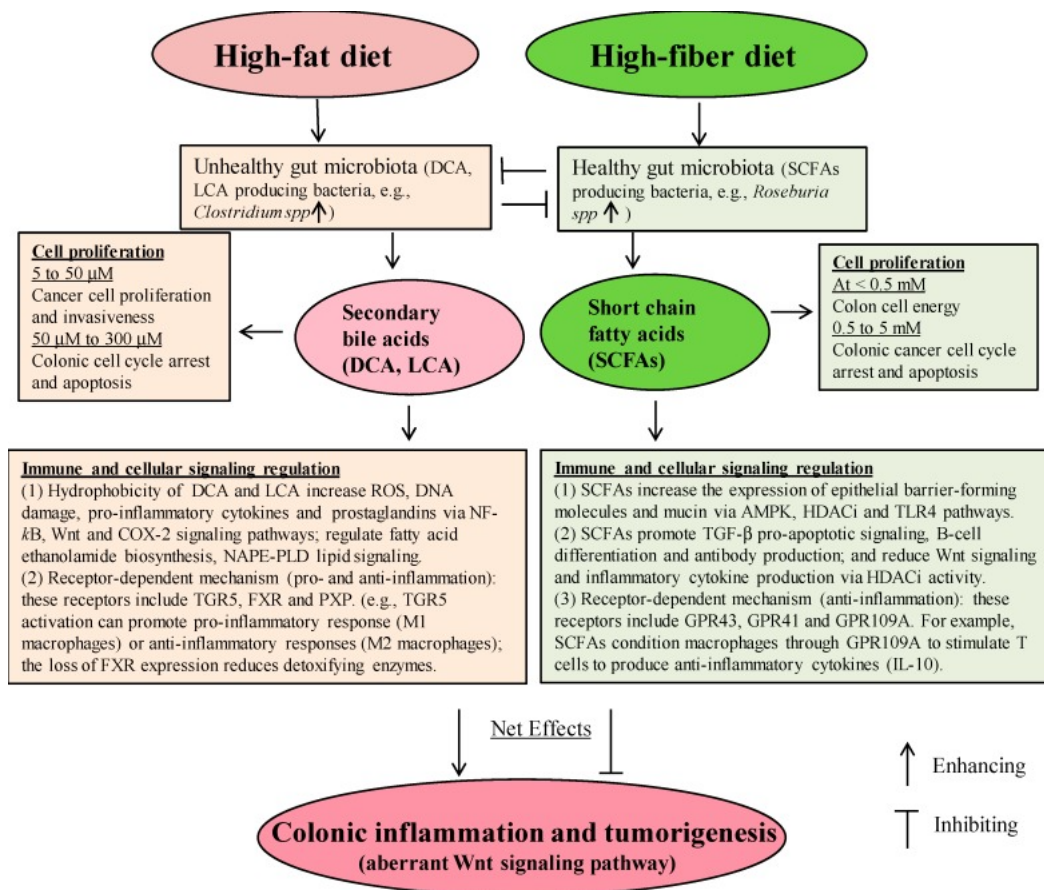 High-fat diet
High-fiber diet
Unhealthy gut microbiota (DCA,
LCA producing bacteria, e.g.,
Clostridium spp↑)
Healthy gut microbiota (SCFAs
producing bacteria, e.g., Roseburia
spp ↑ )
Cell proliferation
5 to 50 µM
Cancer cell proliferation
and invasiveness
50 µM to 300 µM
Colonic cell cycle arrest
and apoptosis
Secondary
bile acids
(DCA, LCA)
Short chain
fatty acids
(SCFAs)
Cell proliferation
At < 0.5 mM
Colon cell energy
0.5 to 5 mM
Colonic cancer cell cycle
arrest and apoptosis
Immune and cellular signaling regulation
(1) Hydrophobicity of DCA and LCA increase ROS, DNA
damage, pro-inflammatory cytokines and prostaglandins via NF-
kB, Wnt and COX-2 signaling pathways; regulate fatty acid
ethanolamide biosynthesis, NAPE-PLD lipid signaling.
(2) Receptor-dependent mechanism (pro- and anti-inflammation):
these receptors include TGR5, FXR and PXP. (e.g., TGR5
activation can promote pro-inflammatory response (M1
macrophages) or anti-inflammatory responses (M2 macrophages);
the loss of FXR expression reduces detoxifying enzymes.
Immune and cellular signaling regulation
(1) SCFAs increase the expression of epithelial barrier-forming
molecules and mucin via AMPK, HDACi and TLR4 pathways.
(2) SCFAs promote TGF-β pro-apoptotic signaling, B-cell
differentiation and antibody production; and reduce Wnt signaling
and inflammatory cytokine production via HDACi activity.
(3) Receptor-dependent mechanism (anti-inflammation): these
receptors include GPR43, GPR41 and GPR109A. For example,
SCFAs condition macrophages through GPR109A to stimulate T
cells to produce anti-inflammatory cytokines (IL-10).
Net Effects
Enhancing
Inhibiting
Colonic inflammation and tumorigenesis
(aberrant Wnt signaling pathway)